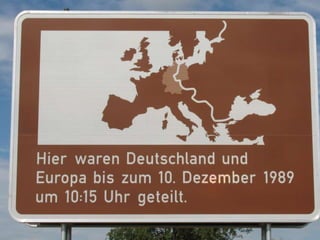 Hier waren Deutschland und
Europa bis zum 10. Dezember 1989
um 10:15 Uhr geteilt.